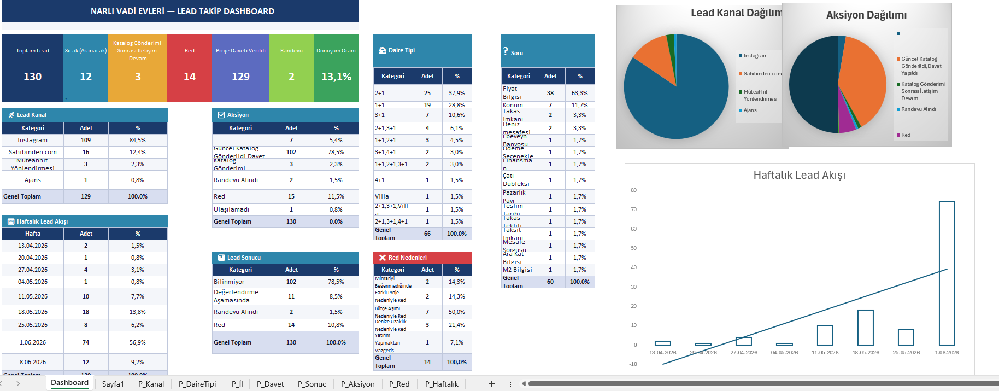 NARLI VADİ EVLERİ — LEAD TAKİP DASHBOARD
Toplam Lead
130
Sıcak (Aranacak)
12
Katalog Gönderimi
Sonrası İletişim
Devam
3
Red
14
Proje Daveti Verildi
129
Randevu
2
Dönüşüm Oranı
13,1%
Lead Kanal
Kategori Adet %
Instagram 109 84,5%
Sahibinden.com 16 12,4%
Müteahhit
Yönlendirmesi 3 2,3%
Ajans 1 0,8%
Genel Toplam 129 100,0%
Haftalık Lead Akışı
Hafta Adet %
13.04.2026 2 1,5%
20.04.2026 1 0,8%
27.04.2026 4 3,1%
04.05.2026 1 0,8%
11.05.2026 10 7,7%
18.05.2026 18 13,8%
25.05.2026 8 6,2%
1.06.2026 74 56,9%
8.06.2026 12 9,2%
Genel Toplam 130 100,0%
Aksiyon
Kategori Adet %
7 5,4%
Güncel Katalog
Gönderildi Davet 102 78,5%
Katalog
Gönderimi 3 2,3%
Randevu Alındı 2 1,5%
Red 15 11,5%
Ulaşılamadı 1 0,8%
Genel Toplam 130 0,0%
Lead Sonucu
Kategori Adet %
Bilinmiyor 102 78,5%
Değerlendirme
Aşamasında 11 8,5%
Randevu Alındı 2 1,5%
Red 14 10,8%
Genel Toplam 130 100,0%
Daire Tipi
Kategori Adet %
2+1 25 37,9%
1+1 19 28,8%
3+1 7 10,6%
2+1,3+1 4 6,1%
1+1,2+1 3 4,5%
3+1,4+1 2 3,0%
1+1,2+1,3+1 2 3,0%
4+1 1 1,5%
Villa 1 1,5%
2+1,3+1,Vill
a 1 1,5%
2+1,3+1,4+1 1 1,5%
Genel
Toplam 66 100,0%
Red Nedenleri
Kategori Adet %
Mimariyi
Beğenmediğinde 2 14,3%
Farklı Proje
Nedeniyle Red 2 14,3%
Bütçe Aşımı
Nedeniyle Red 7 50,0%
Denize Uzaklık
Nedeniyle Red 3 21,4%
Yatırım
Yapmaktan
Vazgeçiş 1 7,1%
Genel
Toplam 14 100,0%
? Soru
Kategori Adet %
Fiyat
Bilgisi 38 63,3%
Konum 7 11,7%
Takas
İmkanı 2 3,3%
Deniz
mesafesi 2 3,3%
Ebeveyn
Banyosu 1 1,7%
Ödeme
Seçenekle 1 1,7%
Finansma
n 1 1,7%
Çatı
Dubleksi 1 1,7%
Pazarlık
Payı 1 1,7%
Teslim
Tarihi 1 1,7%
Takas
Teklifi- 1 1,7%
Taksit
İmkanı 1 1,7%
Mesafe
Sorgusu 1 1,7%
Ara Kat
Bilgisi 1 1,7%
M2 Bilgisi 1 1,7%
Genel
Toplam 60 100,0%
Lead Kanal Dağılım
Instagram
Sahibinden.com
Müteahhit
Yönlendirmesi
Ajans
Aksiyon Dağılımı
Güncel Katalog
Gönderildi,Davet
Yapıldı
Katalog Gönderimi
Sonrası İletişim
Devam
Randevu Alındı
Red
Haftalık Lead Akışı
80
70
60
50
40
30
20
10
0
-10
13.04.2026 20.04.2026 27.04.2026 04.05.2026 11.05.2026 18.05.2026 25.05.2026 1.06.2026
Dashboard Sayfa1 P_Kanal P_DaireTipi P_İl P_Davet P_Sonuc P_Aksiyon P_Red P_Haftalık